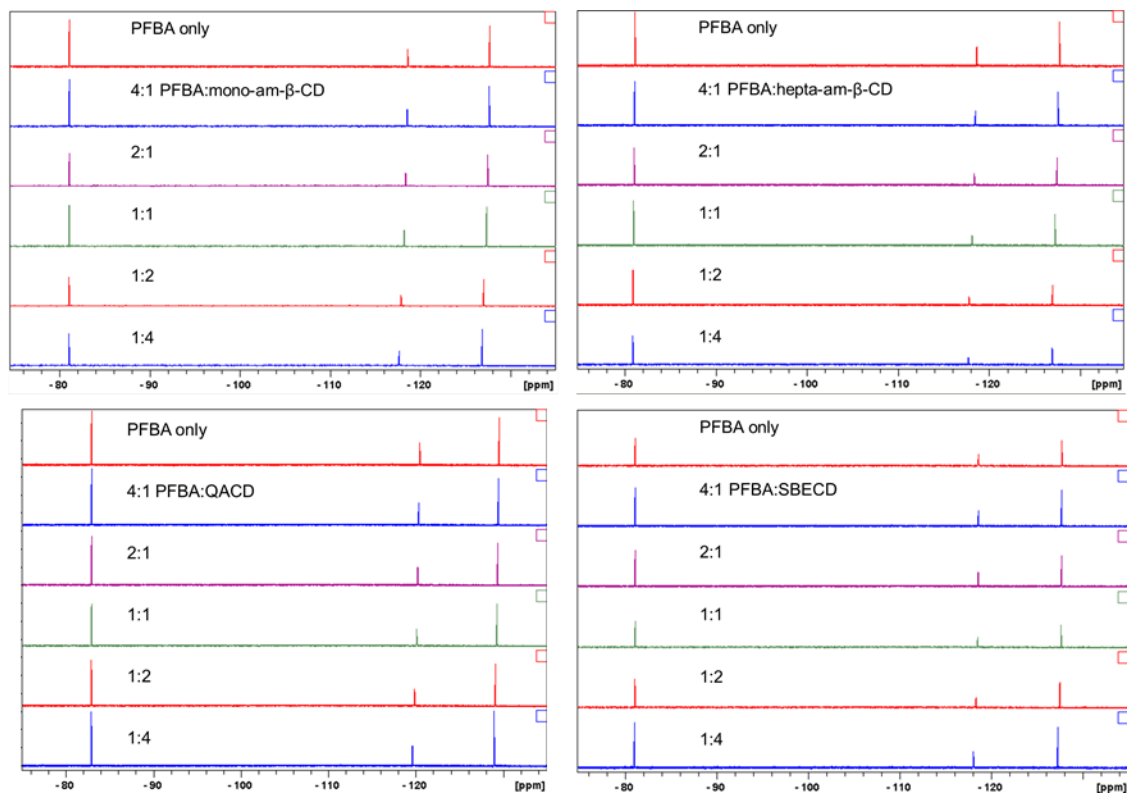 PFBA only
4:1 PFBA:mono-am-β-CD
2:1
1:1
1:2
1:4
- 80 - 90 - 100 - 110 - 120 [ppm]
PFBA only
4:1 PFBA:hepta-am-β-CD
2:1
1:1
1:2
1:4
- 80 - 90 - 100 - 110 - 120 [ppm]
PFBA only
4:1 PFBA:QACD
2:1
1:1
1:2
1:4
- 80 - 90 - 100 - 110 - 120 [ppm]
PFBA only
4:1 PFBA:SBECD
2:1
1:1
1:2
1:4
- 80 - 90 - 100 - 110 - 120 [ppm]